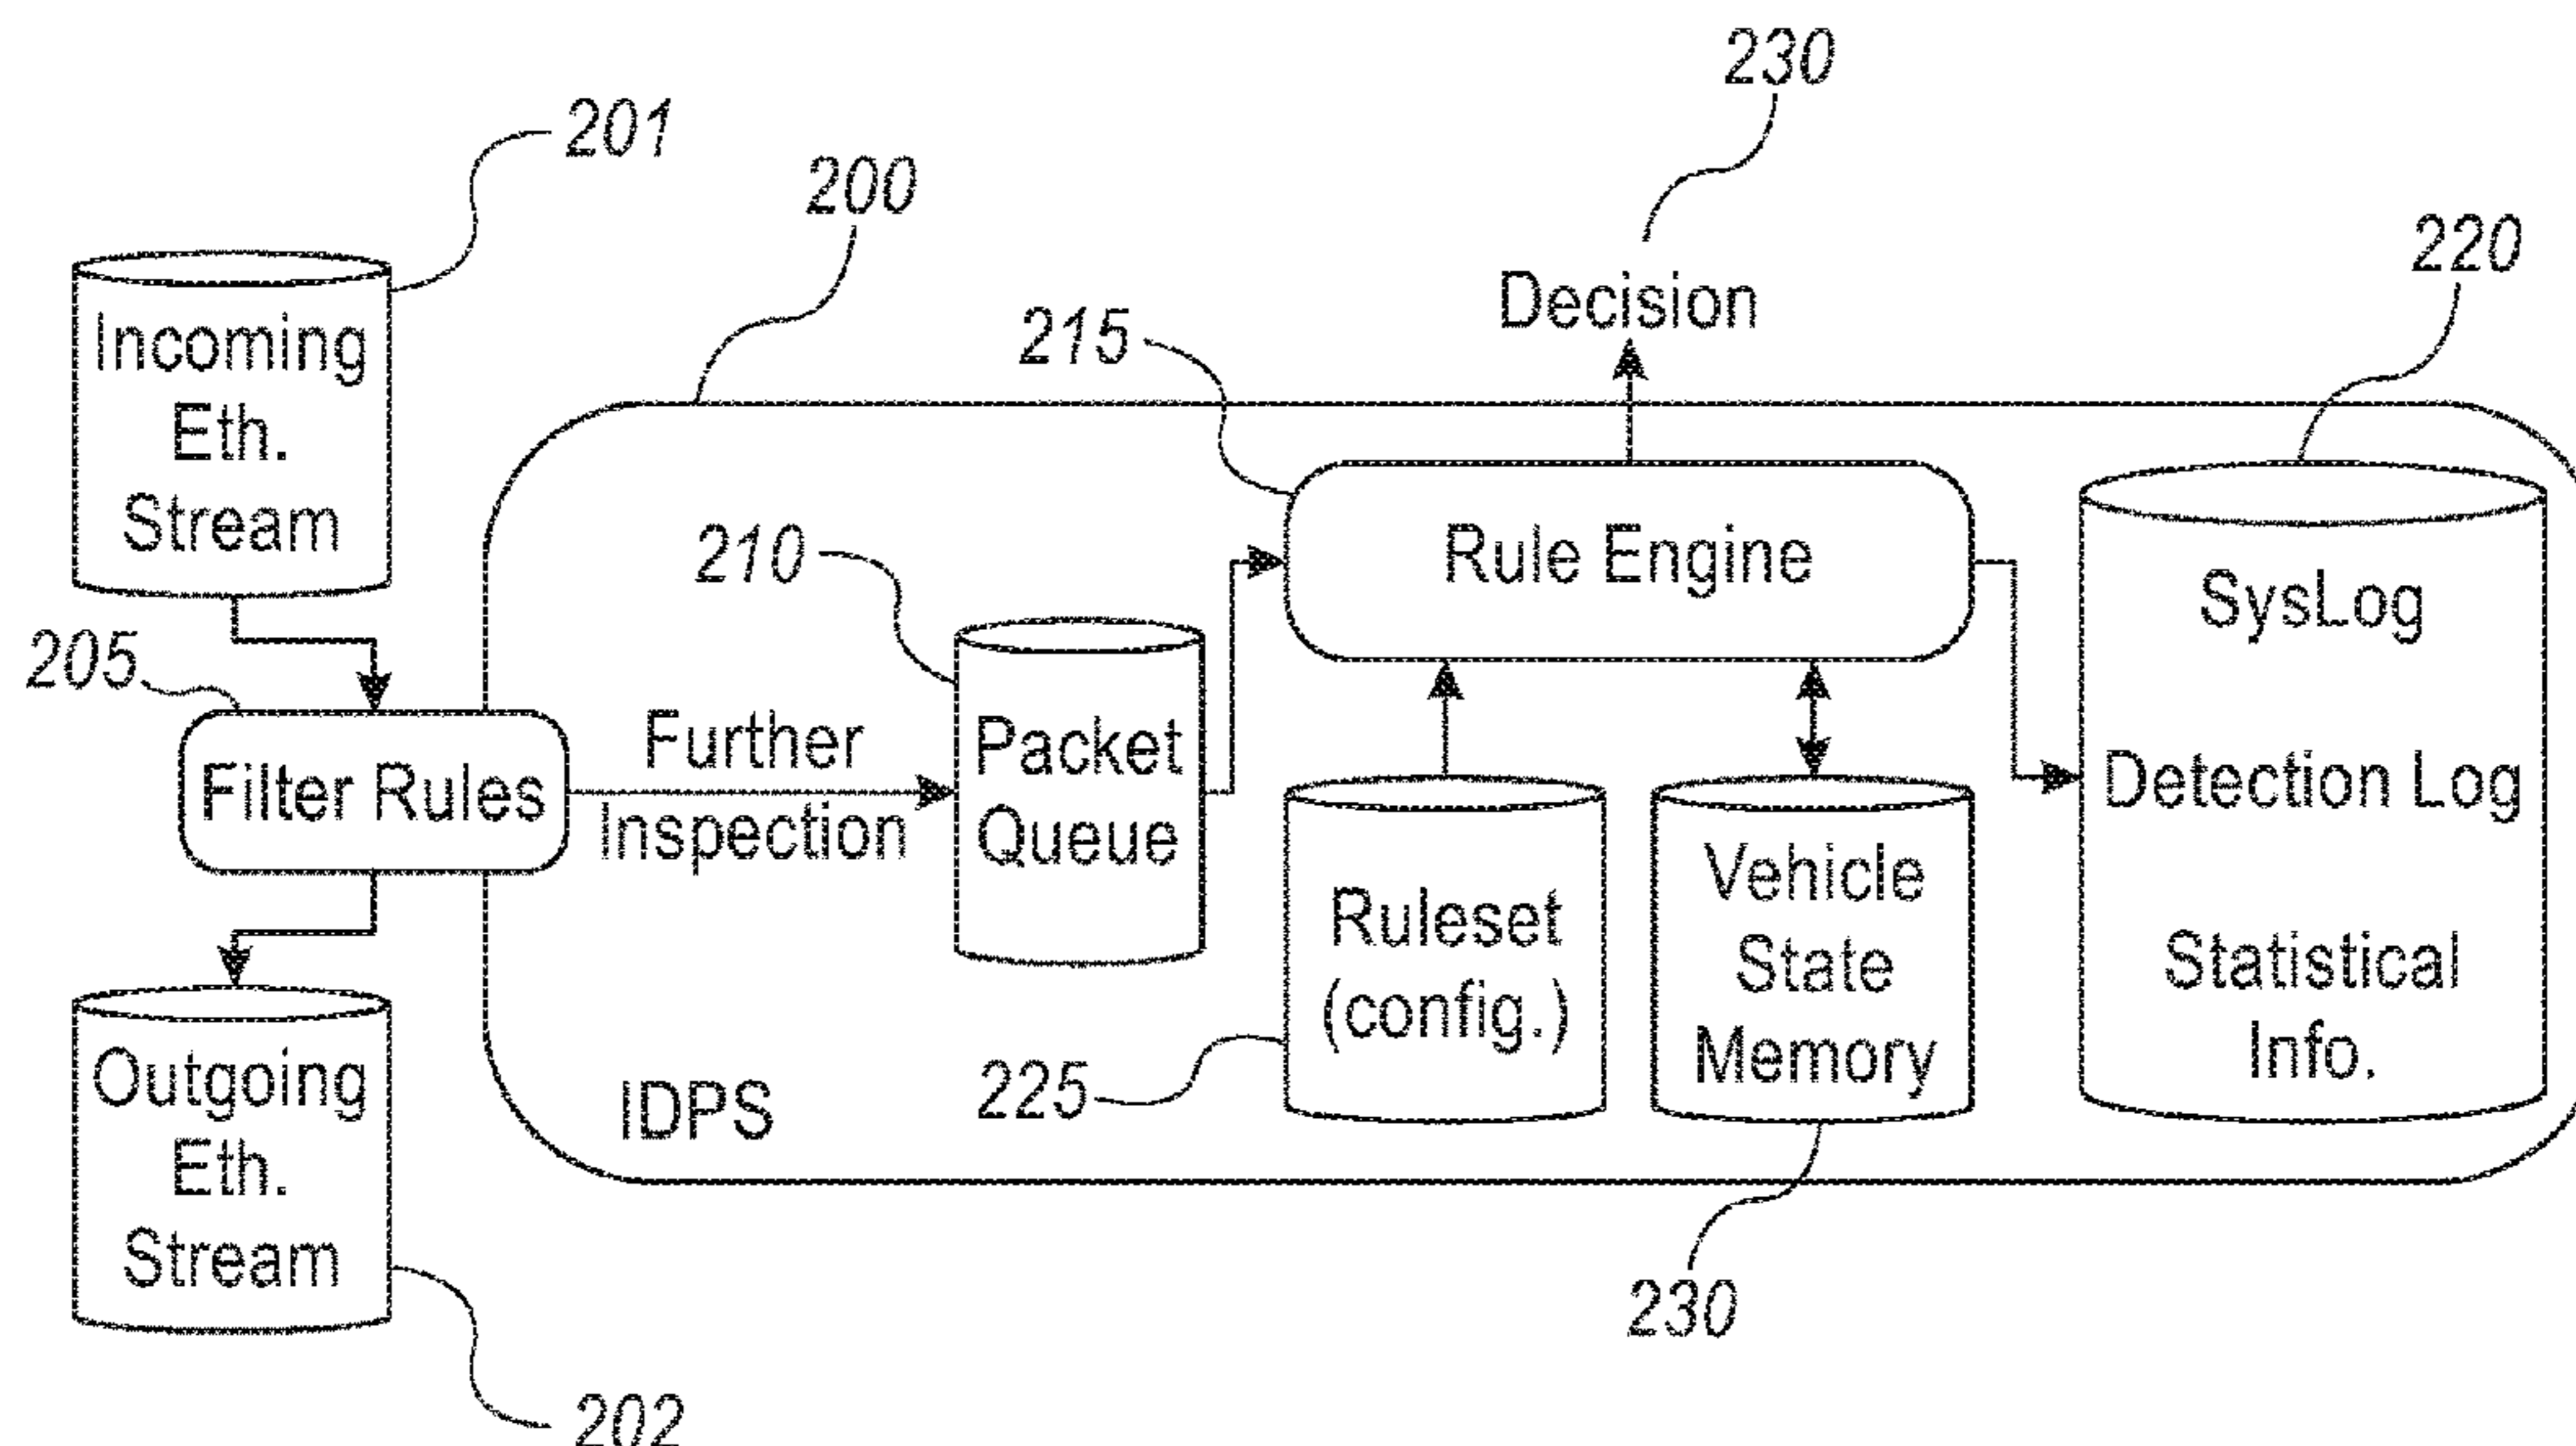 230
201
200
220
Decision
215
Incoming
Eth.
Stream
210
Rule Engine
SysLog
205
Filter Rules
Further
Inspection
Packet
Queue
Detection Log
Ruleset
(config.)
Vehicle
State
Memory
Statistical
Info.
225
Outgoing
Eth.
Stream
IDPS
230
202